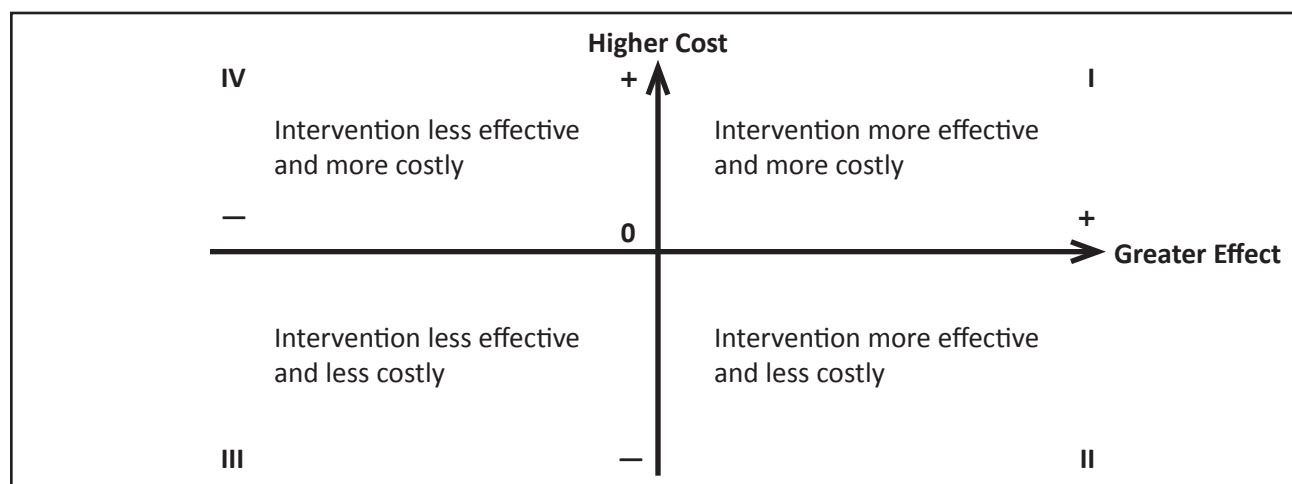 Higher Cost
IV
+
I
Intervention less effective
and more costly
Intervention more effective
and more costly
—
0
+
Greater Effect
Intervention less effective
and less costly
Intervention more effective
and less costly
III
—
II